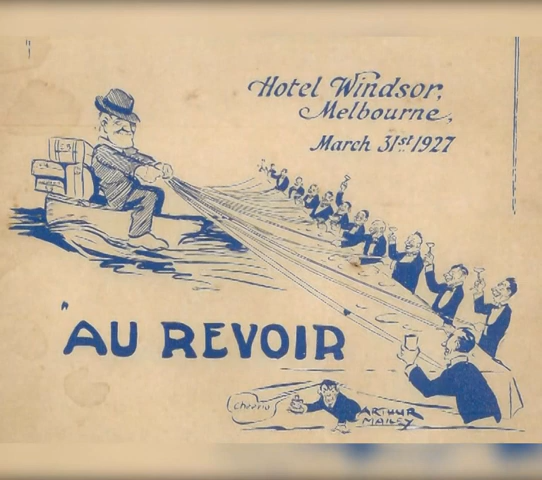 Hotel Windsor,
Melbourne,
March 31st 1927
"AU REVOIR
Cheerio
ARTHUR
MAILEY